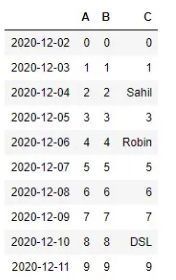 A B C
2020-12-02 0 0 0
2020-12-03 1 1 1
2020-12-04 2 2 Sahil
2020-12-05 3 3 3
2020-12-06 4 4 Robin
2020-12-07 5 5 5
2020-12-08 6 6 6
2020-12-09 7 7 7
2020-12-10 8 8 DSL
2020-12-11 9 9 9